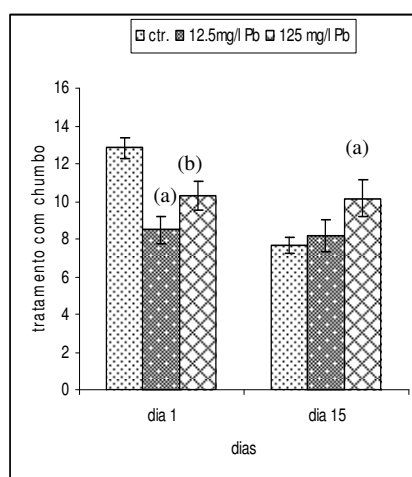 ctr. 12.5mg/l Pb 125 mg/l Pb
16
14
12
10
8
6
4
2
0
tratamento com chumbo
(a)
(b)
(a)
dia 1
dia 15
dias